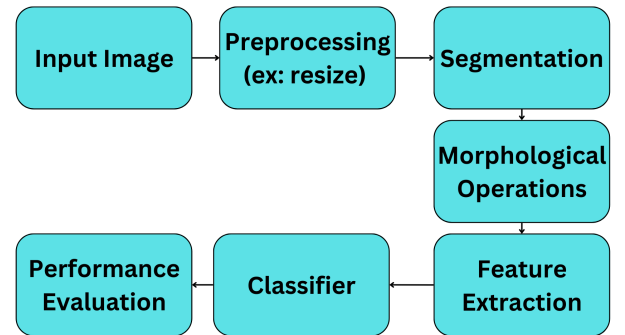 Input Image
Preprocessing
(ex: resize)
Segmentation
Morphological
Operations
Feature
Extraction
Classifier
Performance
Evaluation